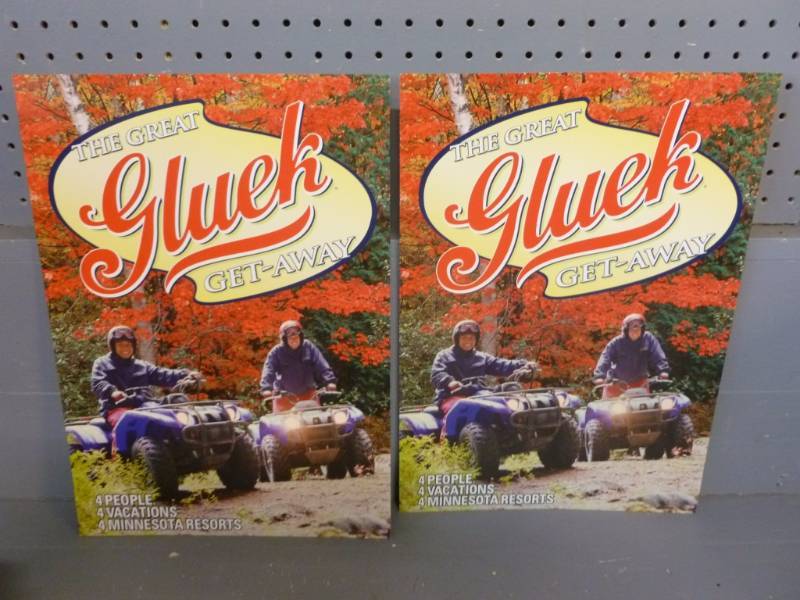 THE GREAT
Gluek
GET-AWAY
4 PEOPLE
4 VACATIONS
4 MINNESOTA RESORTS
THE GREAT
Gluek
GET-AWAY
4 PEOPLE
4 VACATIONS
4 MINNESOTA RESORTS